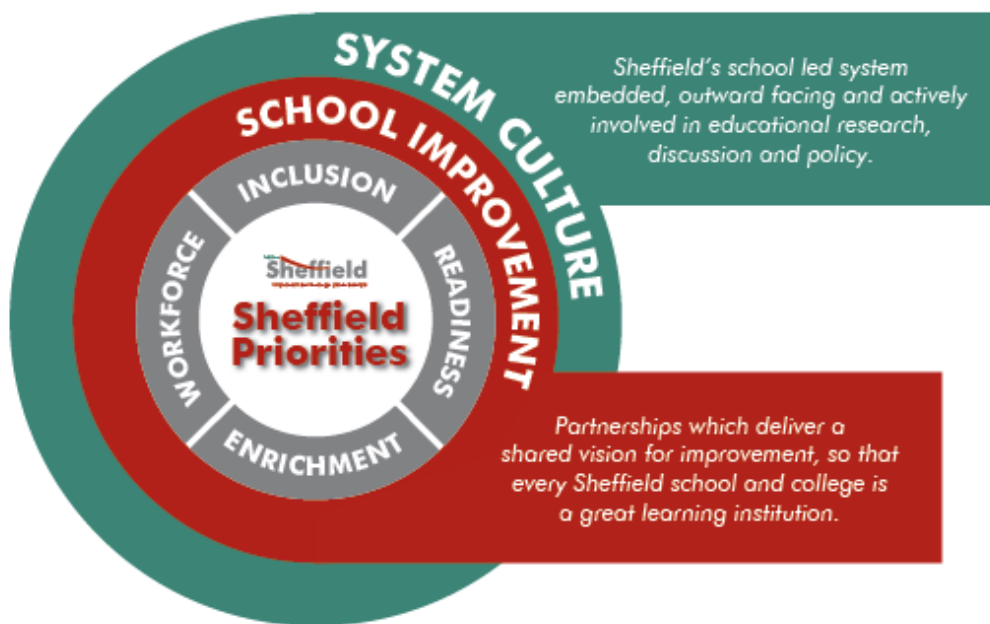 SYSTEM CULTURE
Sheffield's school led system
embedded, outward facing and actively
involved in educational research,
discussion and policy.
SCHOOL IMPROVEMENT
INCLUSION
WORKFORCE
READINESS
ENRICHMENT
Sheffield
Sheffield
Priorities
Partnerships which deliver a
shared vision for improvement, so that
every Sheffield school and college is
a great learning institution.